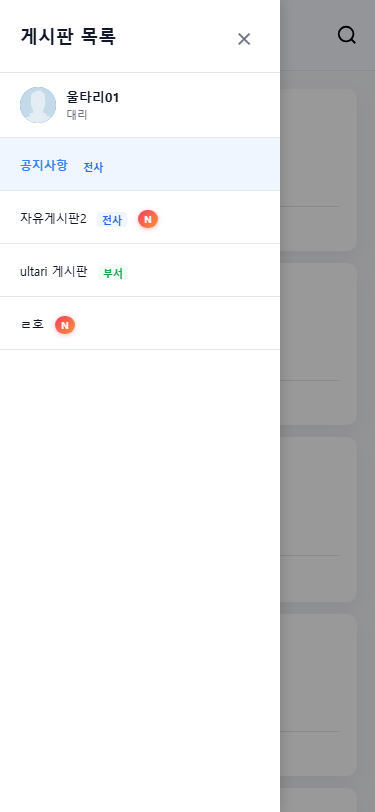 게시판 목록
울타리01
대리
공지사항 전사
자유게시판2 전사 N
ultari 게시판 부서
ㄹ호 N